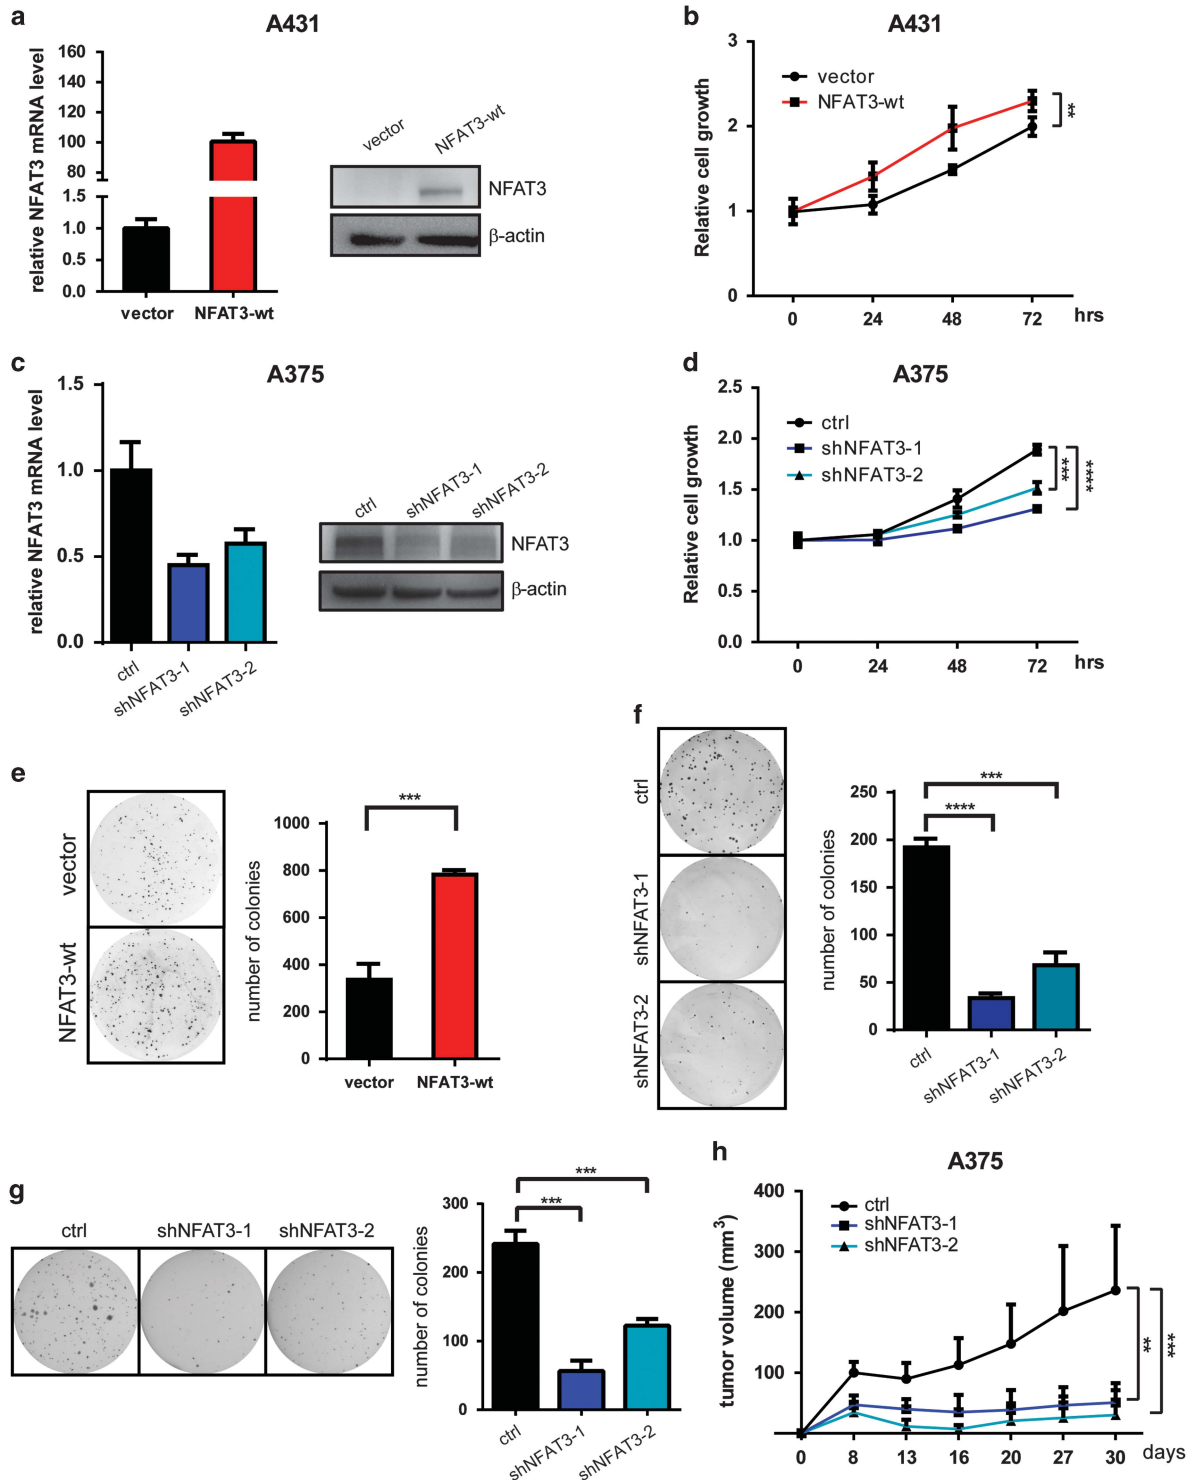 a
A431
relative NFAT3 mRNA level
160
140
120
100
80
1.5
1.0
0.5
0.0
vector
NFAT3-wt
vector
NFAT3-wt
NFAT3
β-actin
b
A431
Relative cell growth
3
2
1
0
vector
NFAT3-wt
**
0
24
48
72
hrs
c
A375
relative NFAT3 mRNA level
1.5
1.0
0.5
0.0
ctrl
shNFAT3-1
shNFAT3-2
ctrl
shNFAT3-1
shNFAT3-2
NFAT3
β-actin
d
A375
Relative cell growth
2.5
2.0
1.5
1.0
0.5
0.0
ctrl
shNFAT3-1
shNFAT3-2
***
****
0
24
48
72
hrs
e
vector
NFAT3-wt
number of colonies
1000
800
600
400
200
0
***
vector
NFAT3-wt
f
ctrl
shNFAT3-1
shNFAT3-2
number of colonies
250
200
150
100
50
0
***
****
ctrl
shNFAT3-1
shNFAT3-2
g
ctrl
shNFAT3-1
shNFAT3-2
number of colonies
300
200
100
0
***
***
ctrl
shNFAT3-1
shNFAT3-2
h
A375
tumor volume (mm³)
400
300
200
100
ctrl
shNFAT3-1
shNFAT3-2
**
***
0
8
13
16
20
27
30
days